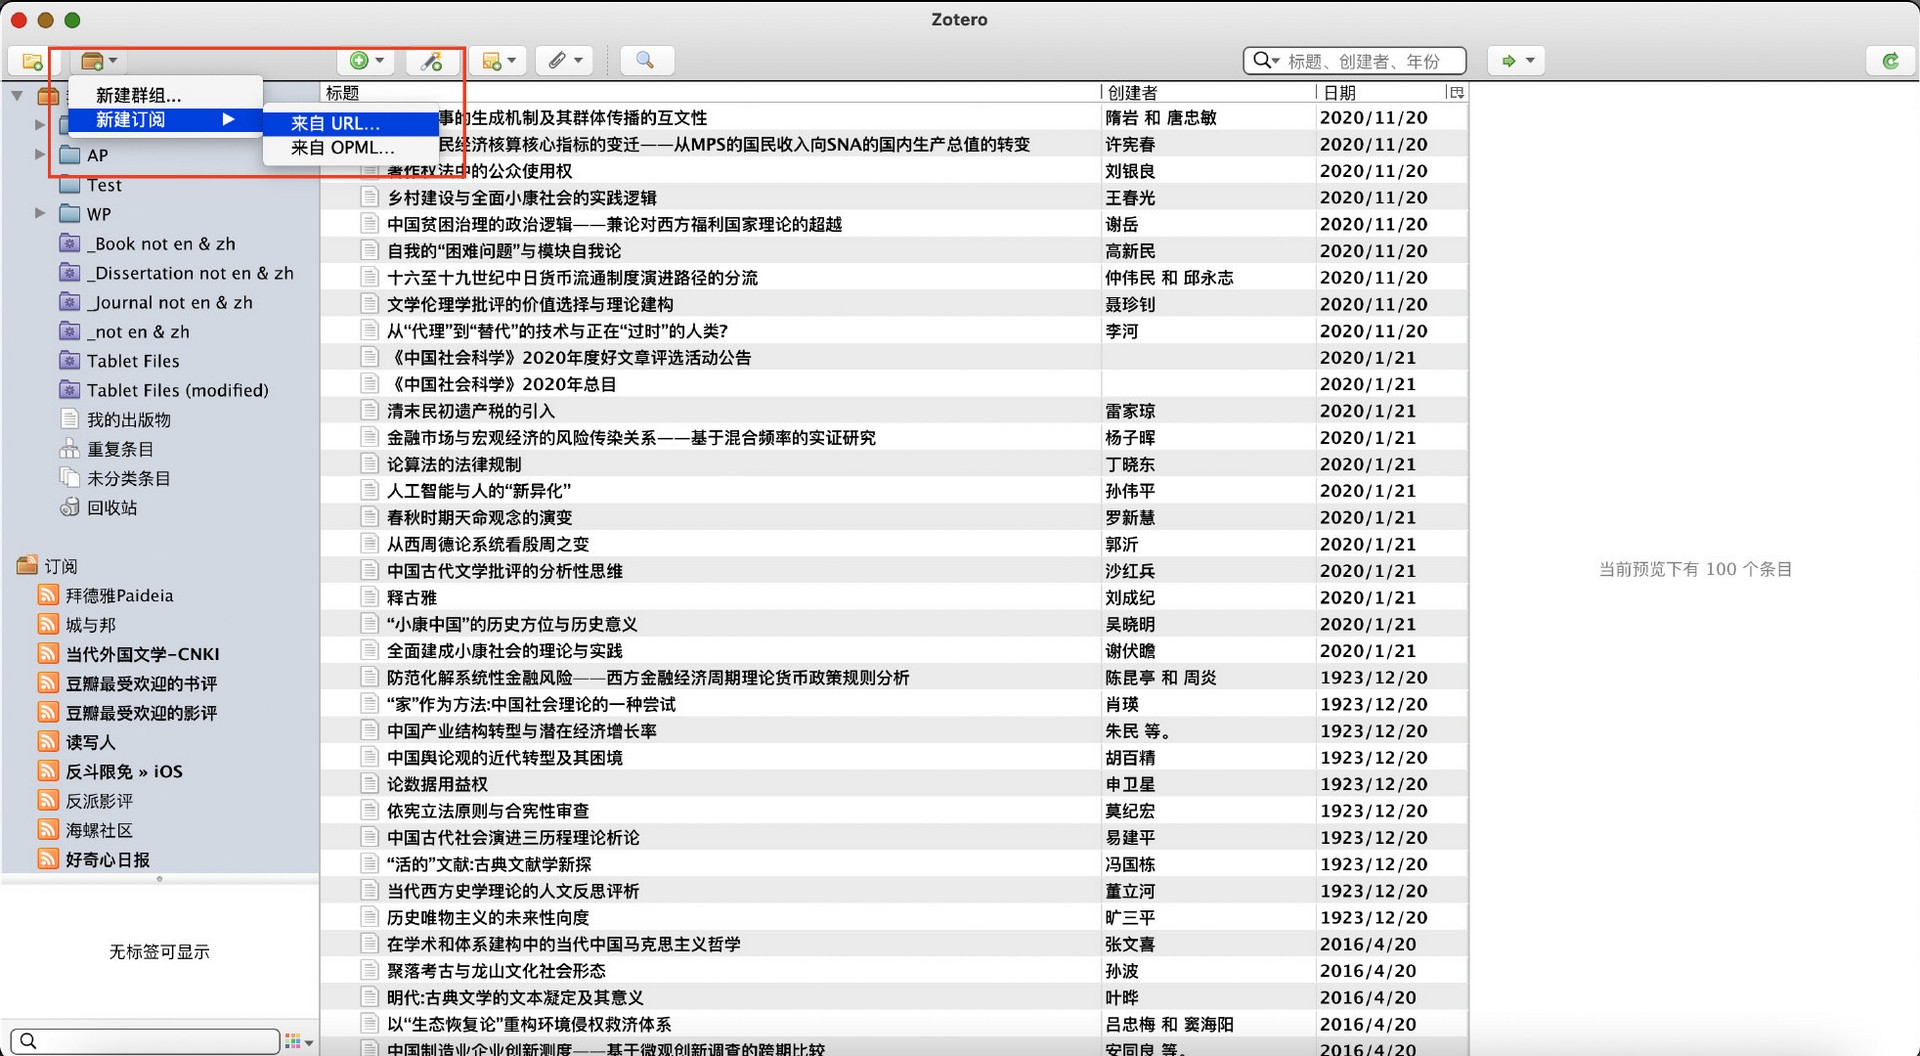 Zotero
标题、创建者、年份
新建群组...
新建订阅
来自 URL...
来自 OPML...
AP
Test
WP
_Book not en & zh
_Dissertation not en & zh
_Journal not en & zh
_not en & zh
Tablet Files
Tablet Files (modified)
我的出版物
重复条目
未分类条目
回收站
订阅
拜德雅Paideia
城与邦
当代外国文学-CNKI
豆瓣最受欢迎的书评
豆瓣最受欢迎的影评
读写人
反斗限免 » iOS
反派影评
海螺社区
好奇心日报
无标签可显示
标题 创建者 日期
事的生成机制及其群体传播的互文性 隋岩 和 唐忠敏 2020/11/20
民经济核算核心指标的变迁——从MPS的国民收入向SNA的国内生产总值的转变 许宪春 2020/11/20
著作权法中的公众使用权 刘银良 2020/11/20
乡村建设与全面小康社会的实践逻辑 王春光 2020/11/20
中国贫困治理的政治逻辑——兼论对西方福利国家理论的超越 谢岳 2020/11/20
自我的“困难问题”与模块自我论 高新民 2020/11/20
十六至十九世纪中日货币流通制度演进路径的分流 仲伟民 和 邱永志 2020/11/20
文学伦理学批评的价值选择与理论建构 聂珍钊 2020/11/20
从“代理”到“替代”的技术与正在“过时”的人类? 李河 2020/11/20
《中国社会科学》2020年度好文章评选活动公告 2020/1/21
《中国社会科学》2020年总目 2020/1/21
清末民初遗产税的引入 雷家琼 2020/1/21
金融市场与宏观经济的风险传染关系——基于混合频率的实证研究 杨子晖 2020/1/21
论算法的法律规制 丁晓东 2020/1/21
人工智能与人的“新异化” 孙伟平 2020/1/21
春秋时期天命观念的演变 罗新慧 2020/1/21
从西周德论系统看殷周之变 郭沂 2020/1/21
中国古代文学批评的分析性思维 沙红兵 2020/1/21
释古雅 刘成纪 2020/1/21
“小康中国”的历史方位与历史意义 吴晓明 2020/1/21
全面建成小康社会的理论与实践 谢伏瞻 2020/1/21
防范化解系统性金融风险——西方金融经济周期理论货币政策规则分析 陈昆亭 和 周炎 1923/12/20
“家”作为方法:中国社会理论的一种尝试 肖瑛 1923/12/20
中国产业结构转型与潜在经济增长率 朱民 等。 1923/12/20
中国舆论观的近代转型及其困境 胡百精 1923/12/20
论数据用益权 申卫星 1923/12/20
依宪立法原则与合宪性审查 莫纪宏 1923/12/20
中国古代社会演进三历程理论析论 易建平 1923/12/20
“活的”文献:古典文献学新探 冯国栋 1923/12/20
当代西方史学理论的人文反思评析 董立河 1923/12/20
历史唯物主义的未来性向度 旷三平 1923/12/20
在学术和体系建构中的当代中国马克思主义哲学 张文喜 2016/4/20
聚落考古与龙山文化社会形态 孙波 2016/4/20
明代:古典文学的文本凝定及其意义 叶晔 2016/4/20
以“生态恢复论”重构环境侵权救济体系 吕忠梅 和 窦海阳 2016/4/20
中国制造业企业创新测度——基于微观创新调查的跨期比较 安同良 等。 2016/4/20
当前预览下有 100 个条目